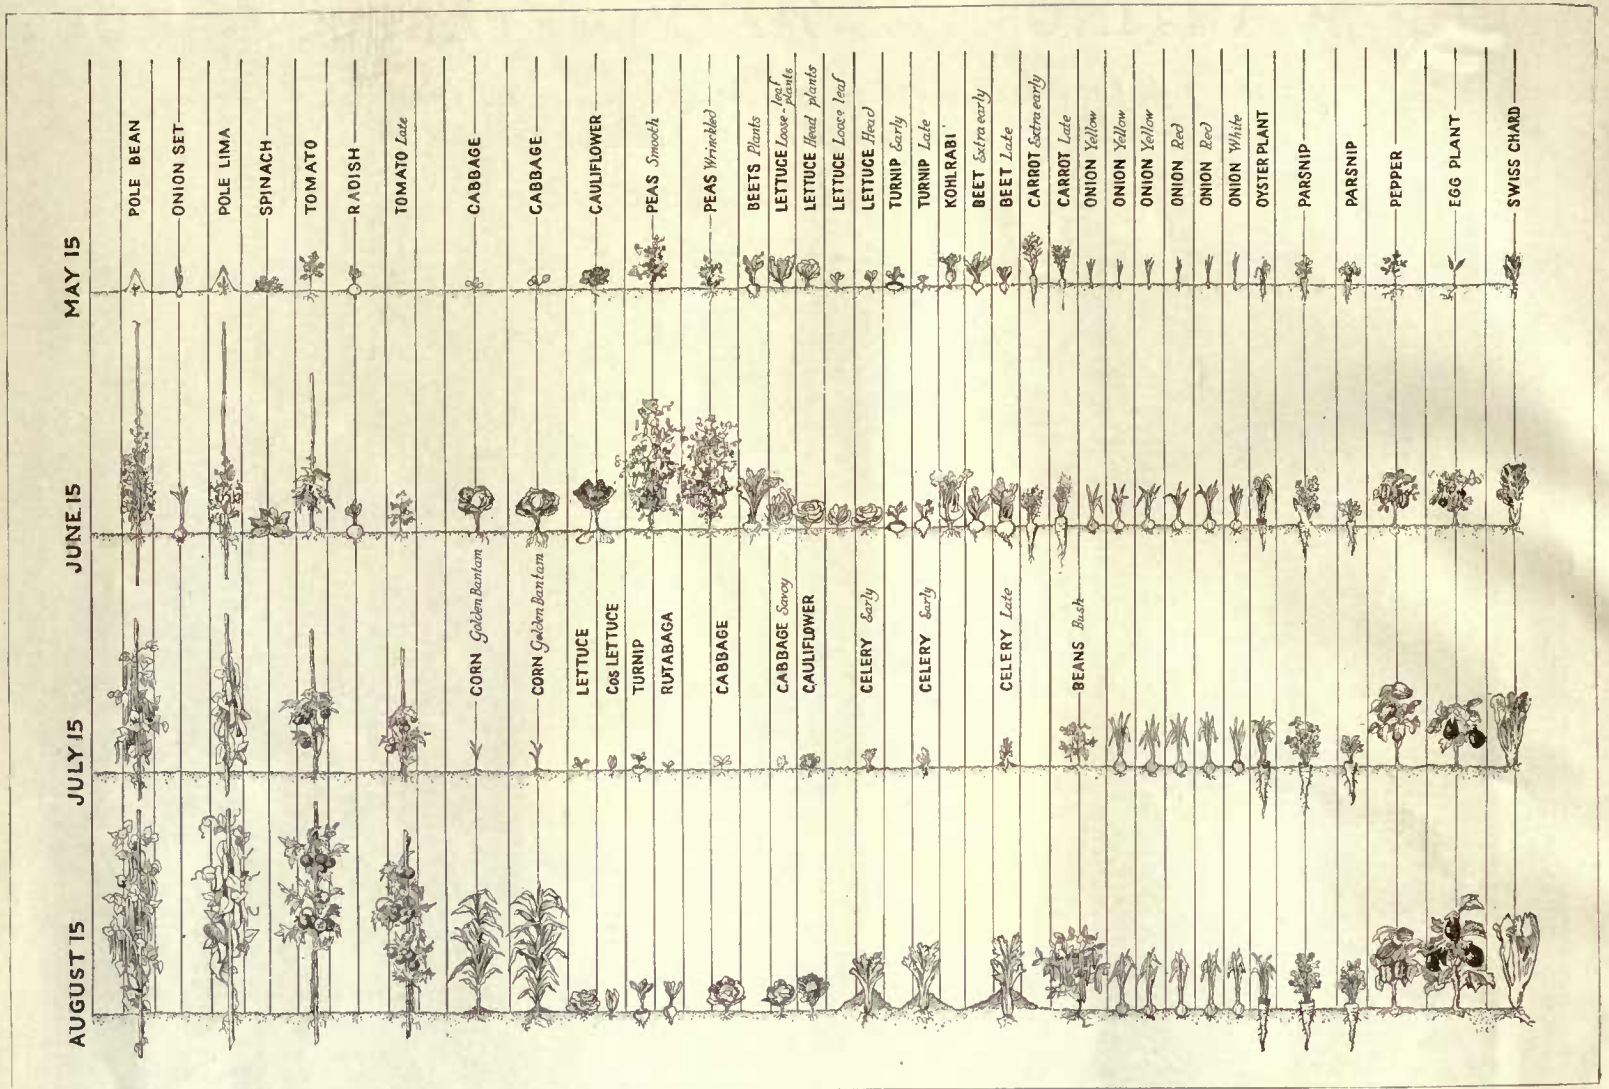 POLE BEAN
ONION SET
POLE LIMA
SPINACH
TOMATO
RADISH
TOMATO Late
CABBAGE
CABBAGE
CAULIFLOWER
PEAS Smooth
PEAS Wrinckled
BEETS Plants
LETTUCE Loose-leaf plants
LETTUCE Head plants
LETTUCE Loose leaf
LETTUCE Head
TURNIP Early
TURNIP Late
KOHLRABI
BEET Extra early
BEET Late
CARROT Extra early
CARROT Late
ONION Yellow
ONION Yellow
ONION Yellow
ONION Red
ONION Red
ONION White
OYSTER PLANT
PARSNIP
PARSNIP
PEPPER
EGG PLANT
SWISS CHARD
MAY 15
JUNE 15
CORN Golden Bantam
CORN Golden Bantam
LETTUCE
COS LETTUCE
TURNIP
RUTABAGA
CABBAGE
CABBAGE Savoy
CAULIFLOWER
CELERY Early
CELERY Early
CELERY Late
BEANS Bush
JULY 15
AUGUST 15